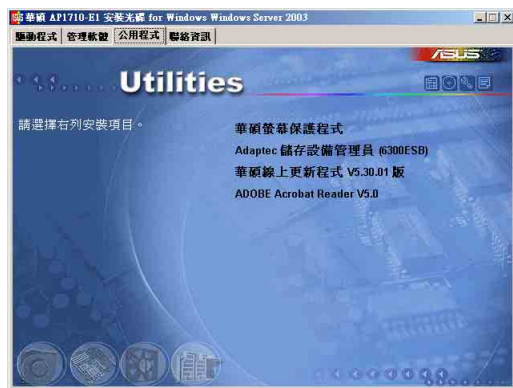 華碩 AP1710-E1 安裝光碟 for Windows Windows Server 2003
驅動程式 管理軟體 公用程式 聯絡資訊
ASUS
Utilities
請選擇右列安裝項目。
華碩螢幕保護程式
Adaptec 儲存設備管理員 (6300ESB)
華碩線上更新程式 V5.30.01 版
ADOBE Acrobat Reader V5.0